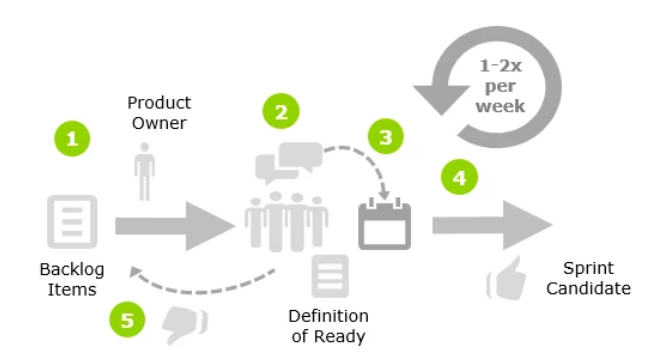 1-2x
per
week
Product
Owner
1
2
3
4
Backlog
Items
Sprint
Candidate
5
Definition
of Ready